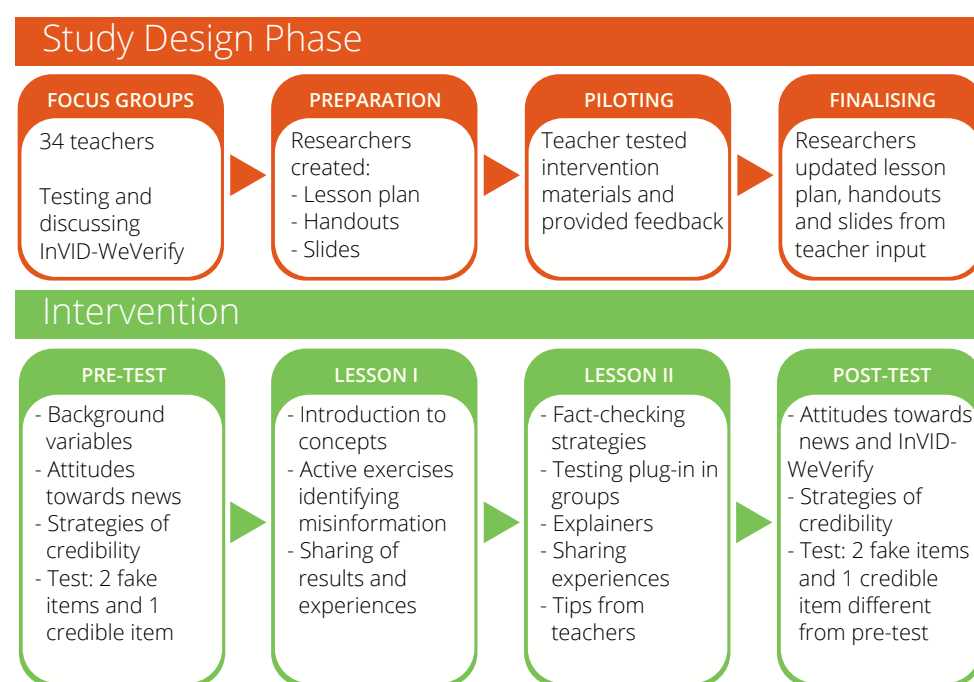 Study Design Phase
FOCUS GROUPS
34 teachers
Testing and
discussing
InVID-WeVerify
PREPARATION
Researchers
created:
- Lesson plan
- Handouts
- Slides
PILOTING
Teacher tested
intervention
materials and
provided feedback
FINALISING
Researchers
updated lesson
plan, handouts
and slides from
teacher input
Intervention
PRE-TEST
- Background
variables
- Attitudes
towards news
- Strategies of
credibility
- Test: 2 fake
items and 1
credible item
LESSON I
- Introduction to
concepts
- Active exercises
identifying
misinformation
- Sharing of
results and
experiences
LESSON II
- Fact-checking
strategies
- Testing plug-in in
groups
- Explainers
- Sharing
experiences
- Tips from
teachers
POST-TEST
- Attitudes towards
news and InVID-
WeVerify
- Strategies of
credibility
- Test: 2 fake items
and 1 credible
item different
from pre-test